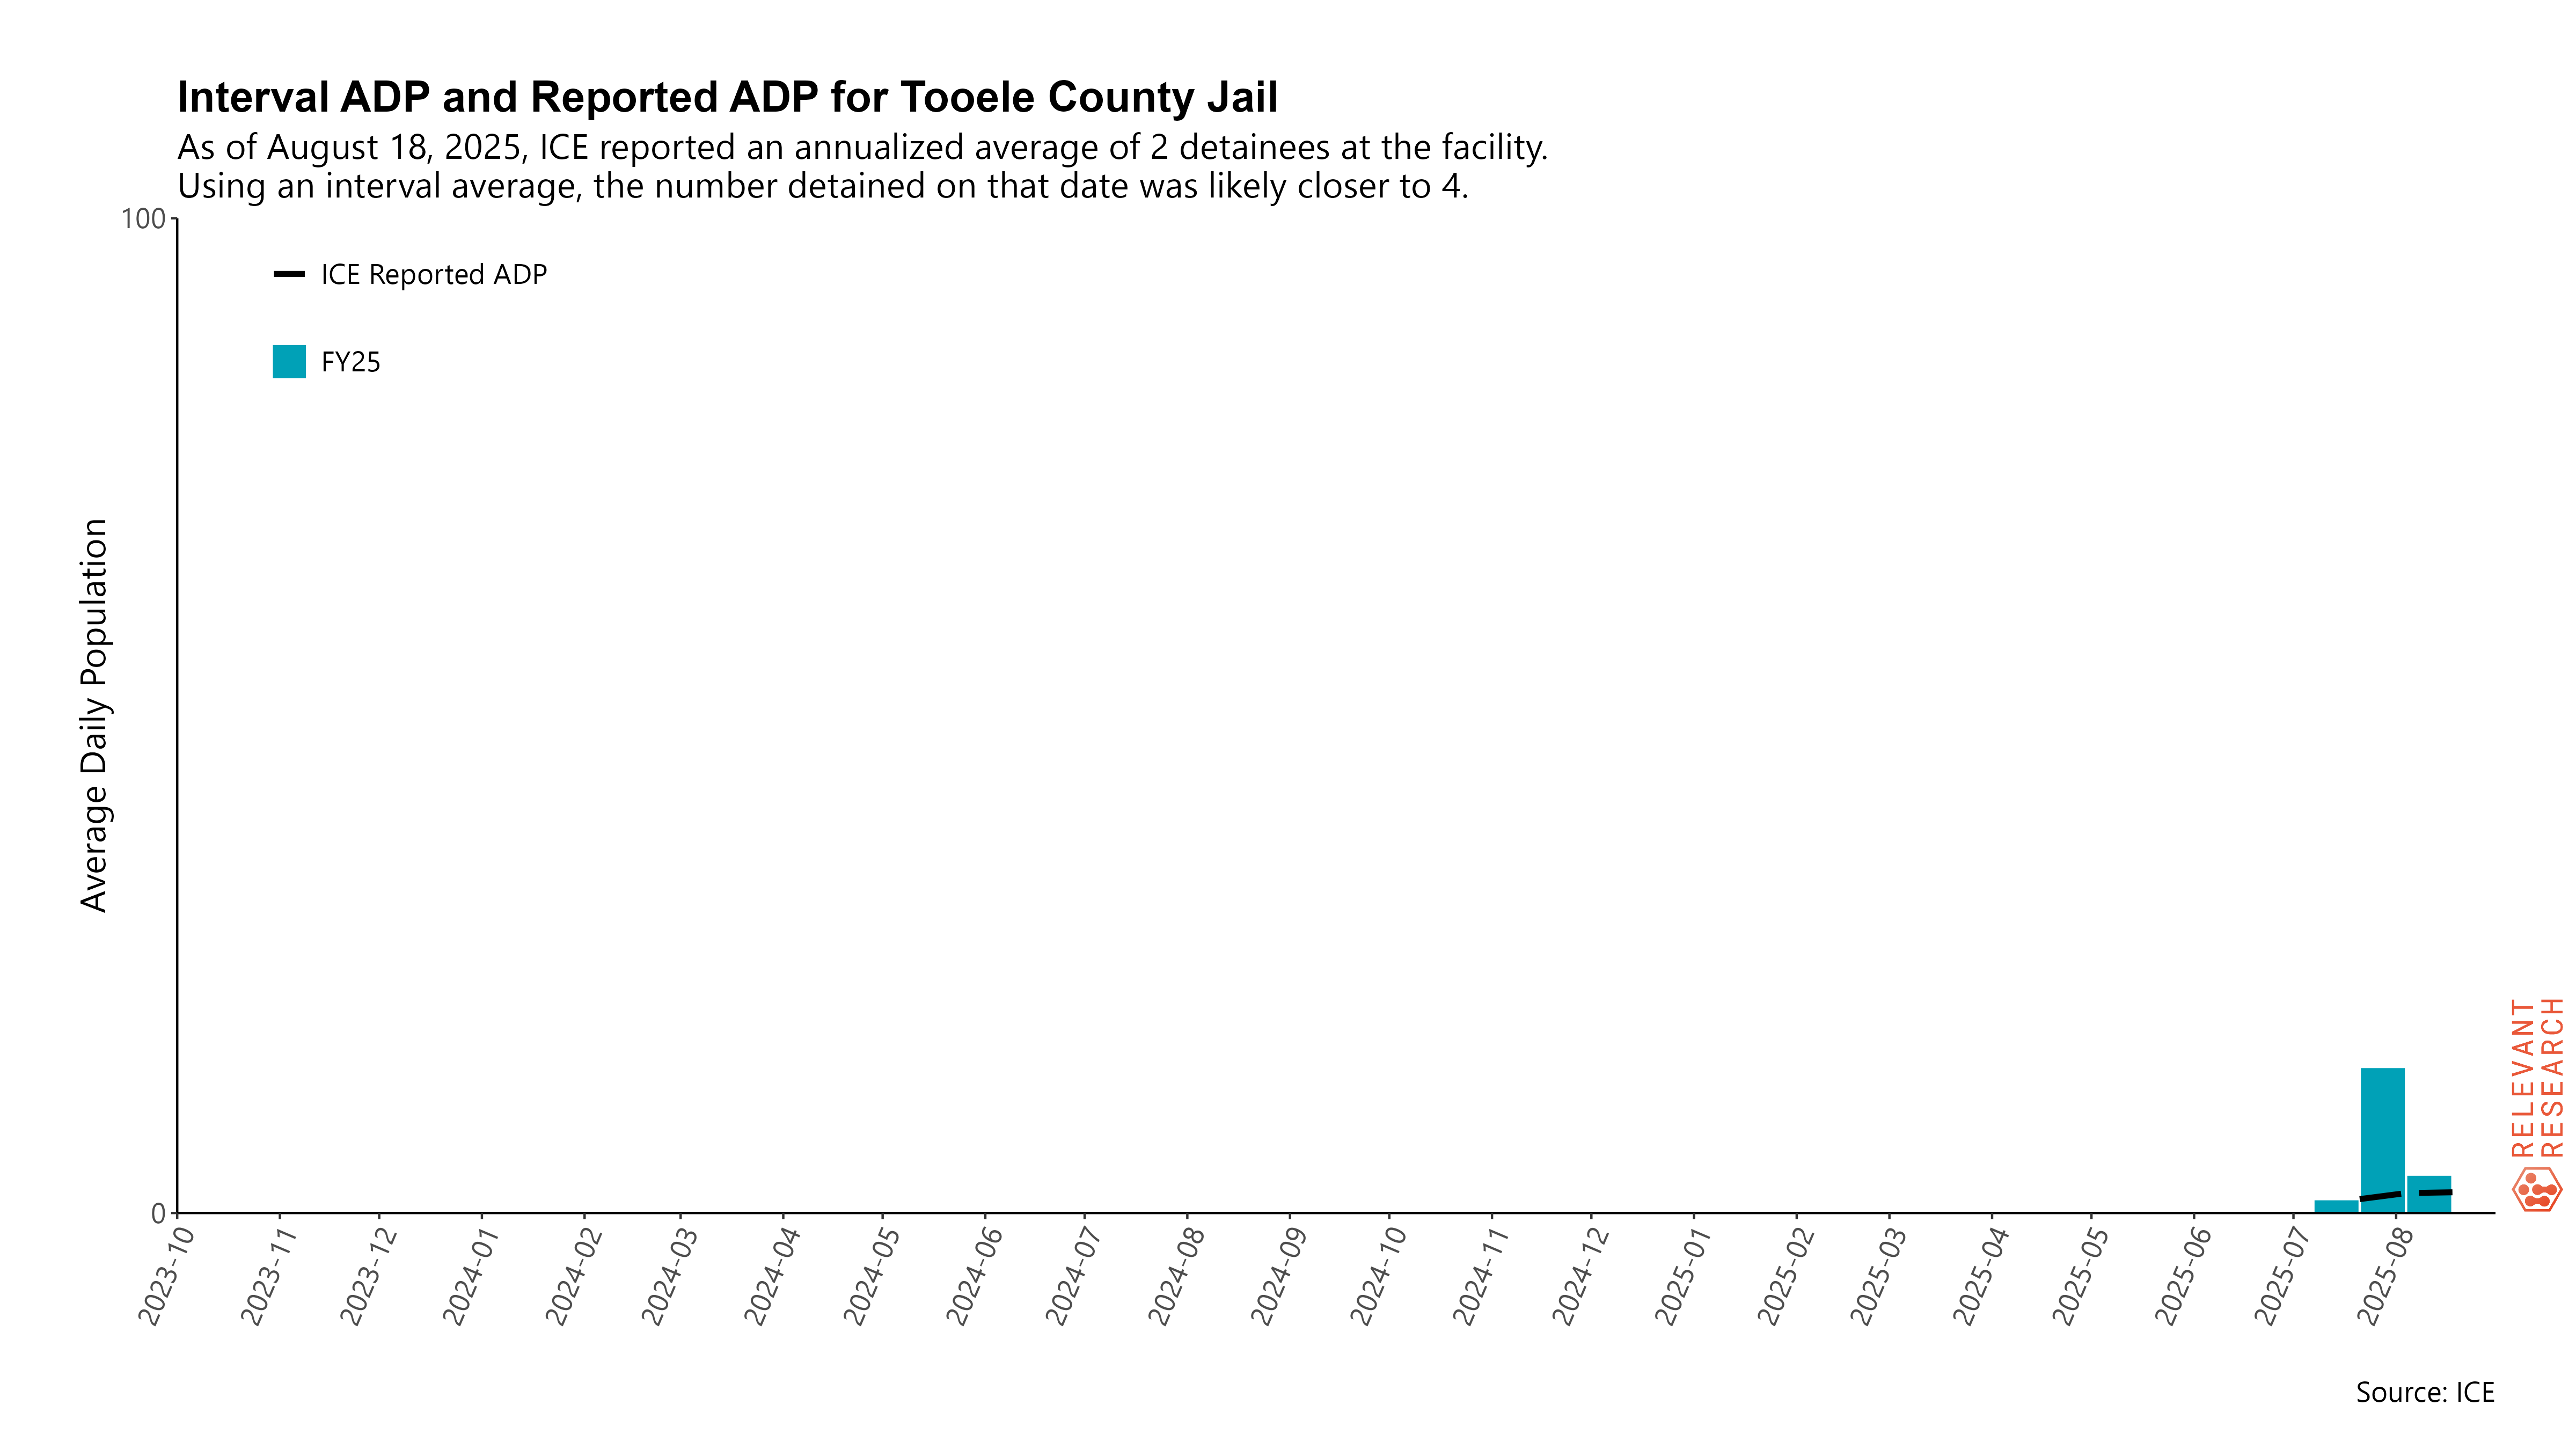 Interval ADP and Reported ADP for Tooele County Jail
As of August 18, 2025, ICE reported an annualized average of 2 detainees at the facility.
Using an interval average, the number detained on that date was likely closer to 4.
100
ICE Reported ADP
FY25
Average Daily Population
0
2023-10
2023-11
2023-12
2024-01
2024-02
2024-03
2024-04
2024-05
2024-06
2024-07
2024-08
2024-09
2024-10
2024-11
2024-12
2025-01
2025-02
2025-03
2025-04
2025-05
2025-06
2025-07
2025-08
RELEVANT
RESEARCH
Source: ICE